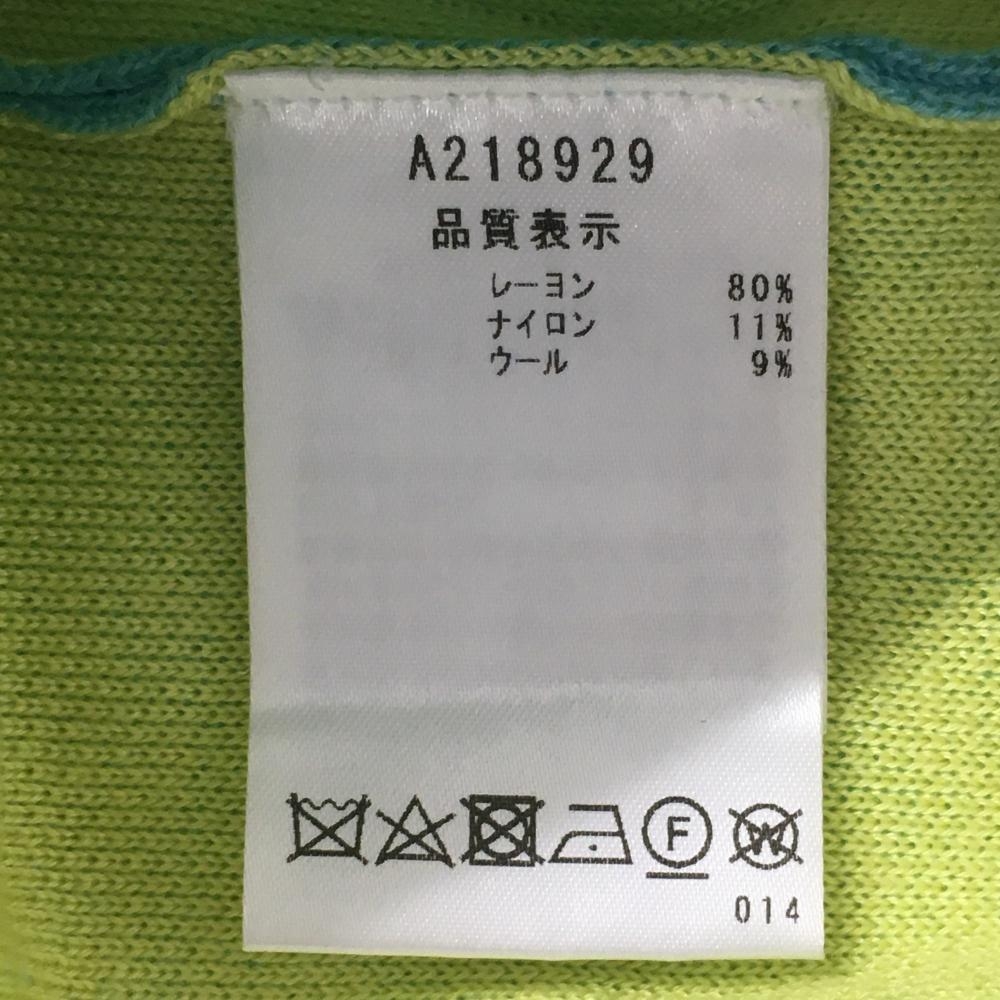 A218929
品質表示
レーヨン 80%
ナイロン 11%
ウール 9%
F W
014